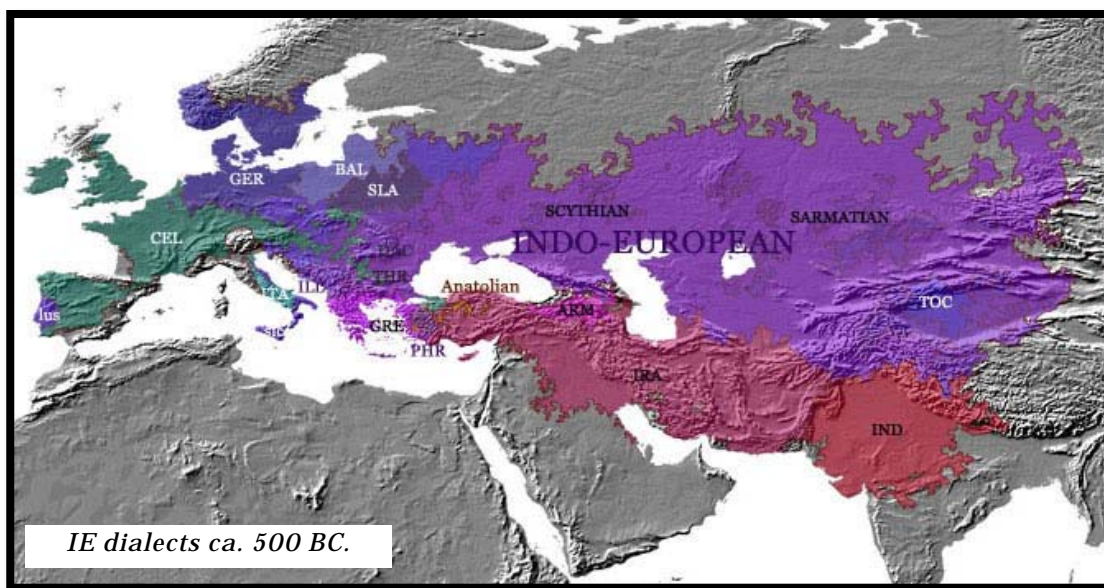 GER
BAL
SLA
CEL
SCYTHIAN
SARMATIAN
INDO-EUROPEAN
THR
ILL
ITA
Anatolian
TOC
lus
GRE
ARM
PHR
IRA
IND
IE dialects ca. 500 BC.